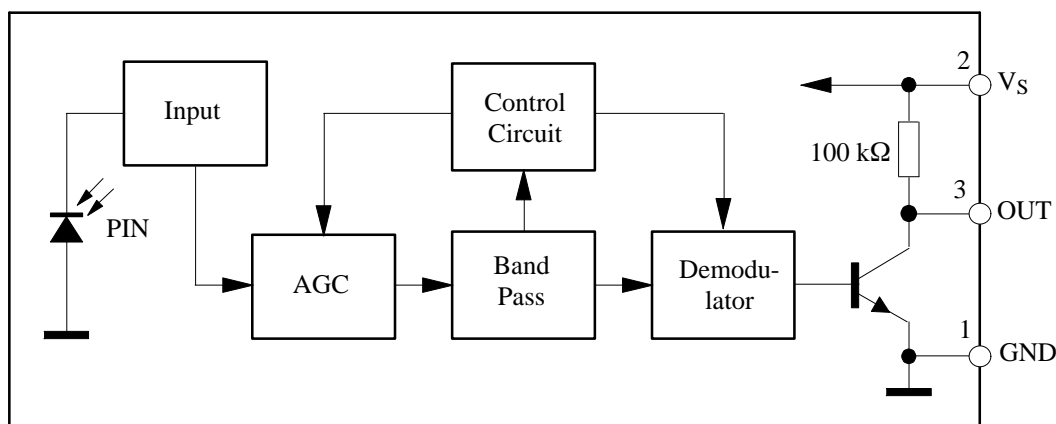 Input
Control
Circuit
2
V_S
100 kΩ
3
OUT
PIN
AGC
Band
Pass
Demodu-
lator
1
GND